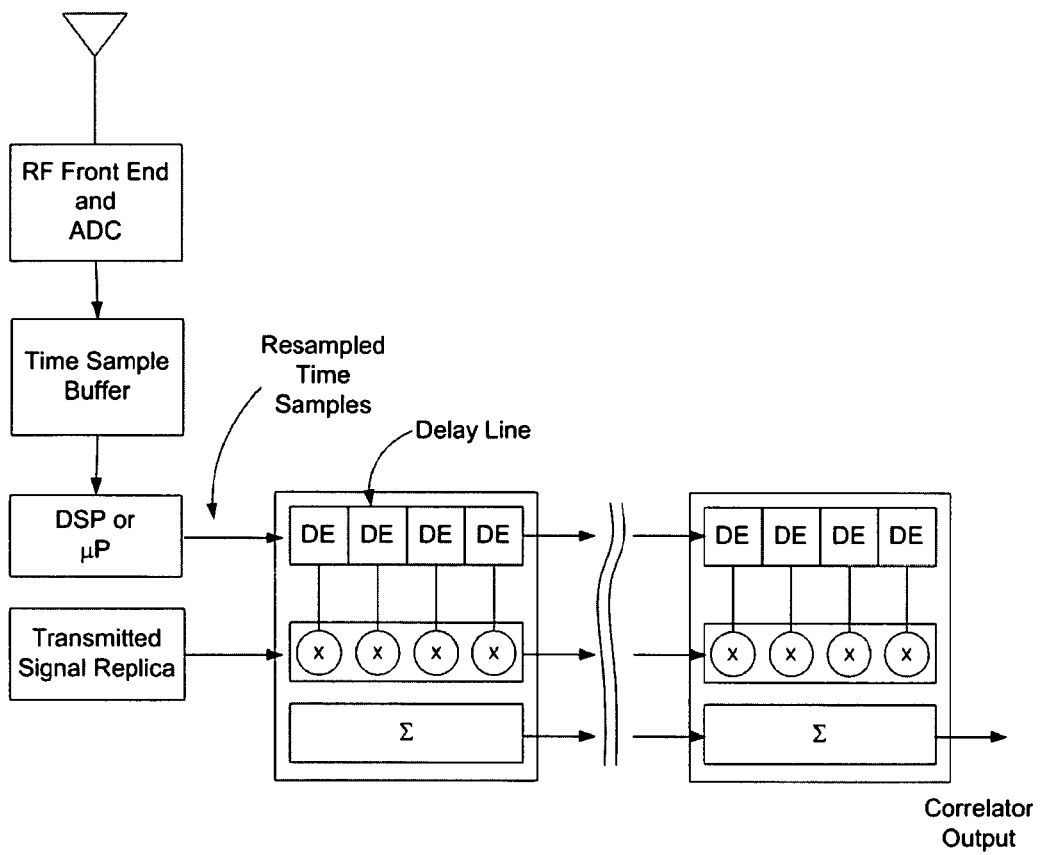 RF Front End
and
ADC
Time Sample
Buffer
Resampled
Time
Samples
Delay Line
DSP or
μP
DE DE DE DE
DE DE DE DE
Transmitted
Signal Replica
x x x x
x x x x
Σ
Σ
Correlator
Output